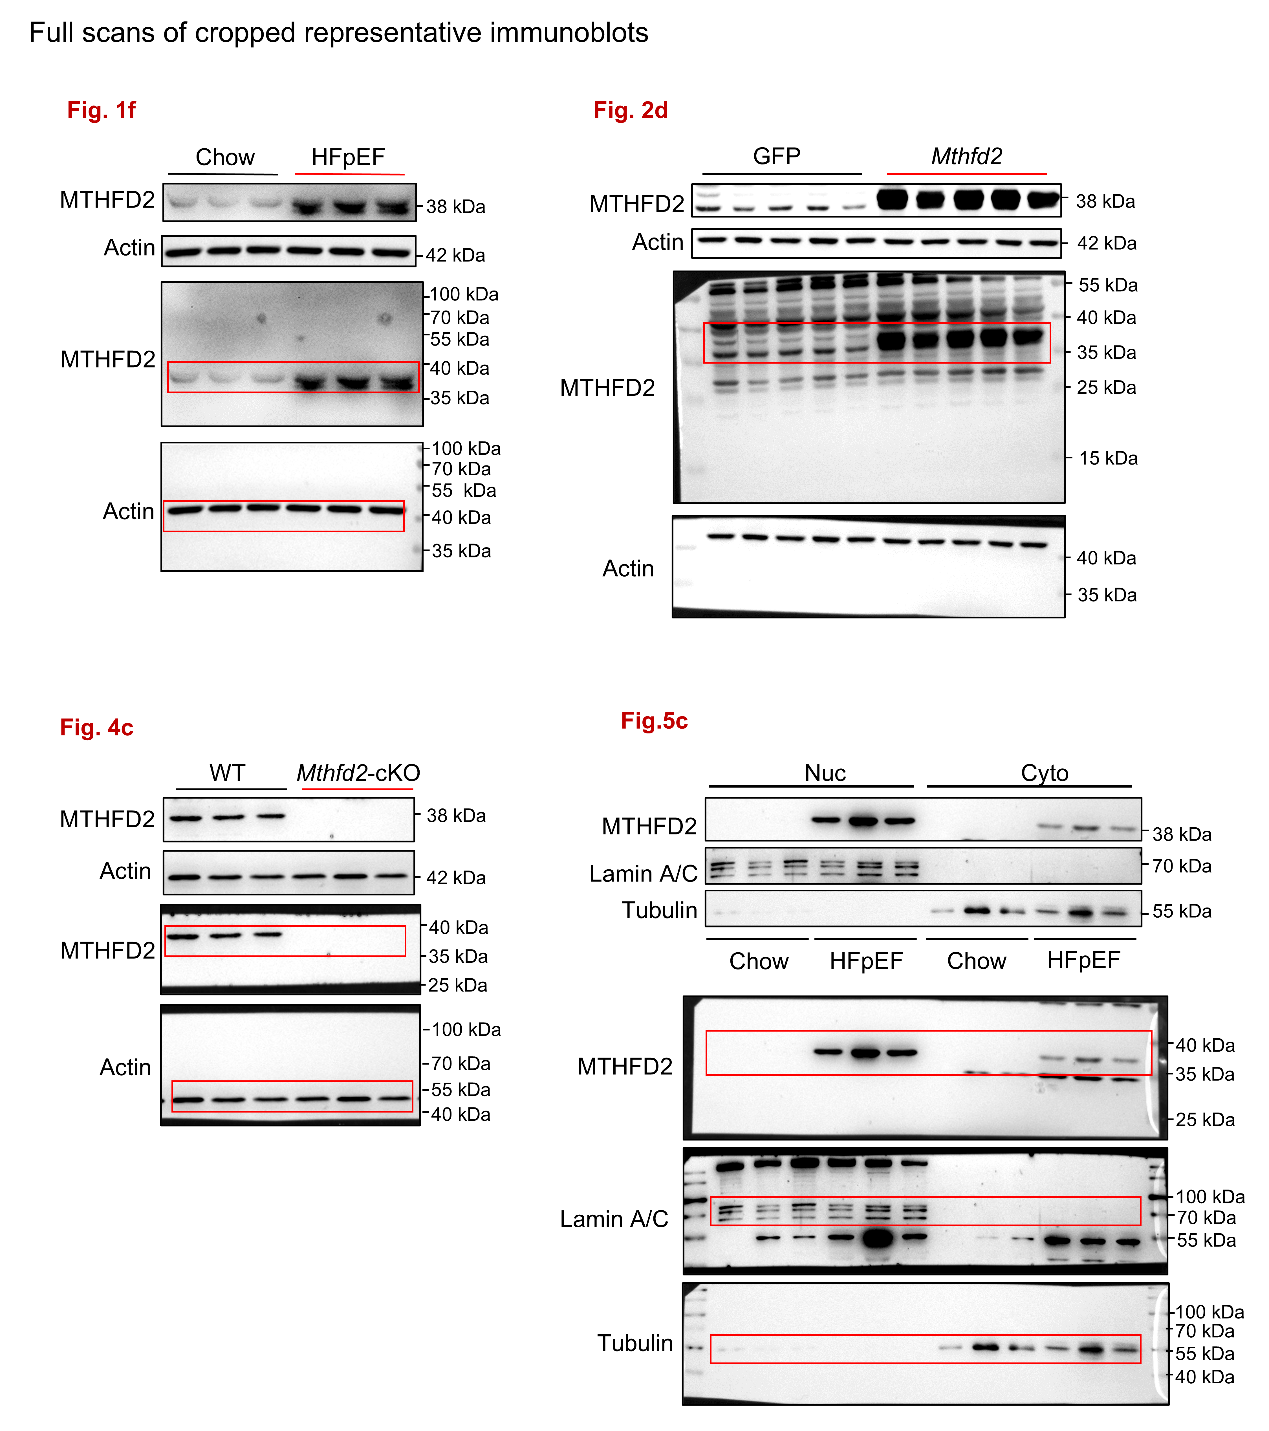 Full scans of cropped representative immunoblots
Fig. 1f
Chow HFpEF
MTHFD2
38 kDa
Actin
42 kDa
MTHFD2
100 kDa
70 kDa
55 kDa
40 kDa
35 kDa
Actin
100 kDa
70 kDa
55 kDa
40 kDa
35 kDa
Fig. 2d
GFP Mthfd2
MTHFD2
38 kDa
Actin
42 kDa
MTHFD2
55 kDa
40 kDa
35 kDa
25 kDa
15 kDa
Actin
40 kDa
35 kDa
Fig. 4c
WT Mthfd2-cKO
MTHFD2
38 kDa
Actin
42 kDa
MTHFD2
40 kDa
35 kDa
25 kDa
Actin
100 kDa
70 kDa
55 kDa
40 kDa
Fig.5c
Nuc Cyto
MTHFD2
38 kDa
Lamin A/C
70 kDa
Tubulin
55 kDa
Chow HFpEF Chow HFpEF
MTHFD2
40 kDa
35 kDa
25 kDa
Lamin A/C
100 kDa
70 kDa
55 kDa
Tubulin
100 kDa
70 kDa
55 kDa
40 kDa